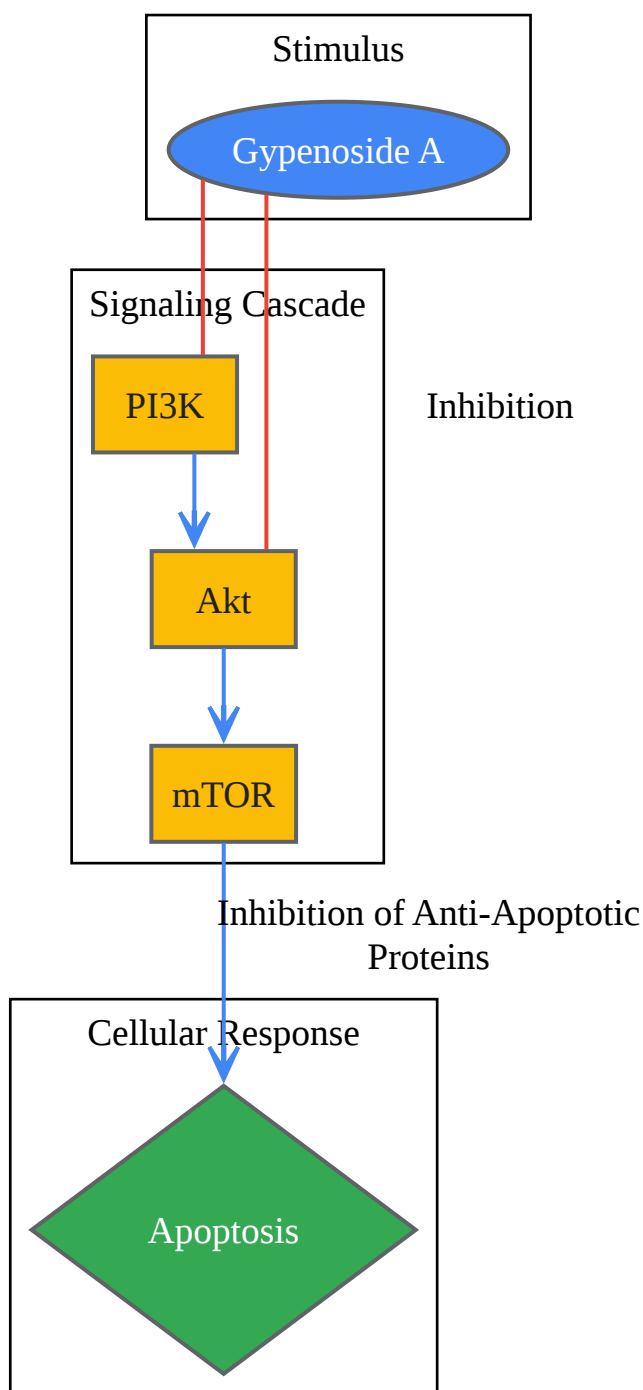 Stimulus
Gypenoside A
Signaling Cascade
PI3K
Inhibition
Akt
mTOR
Inhibition of Anti-Apoptotic
Proteins
Cellular Response
Apoptosis